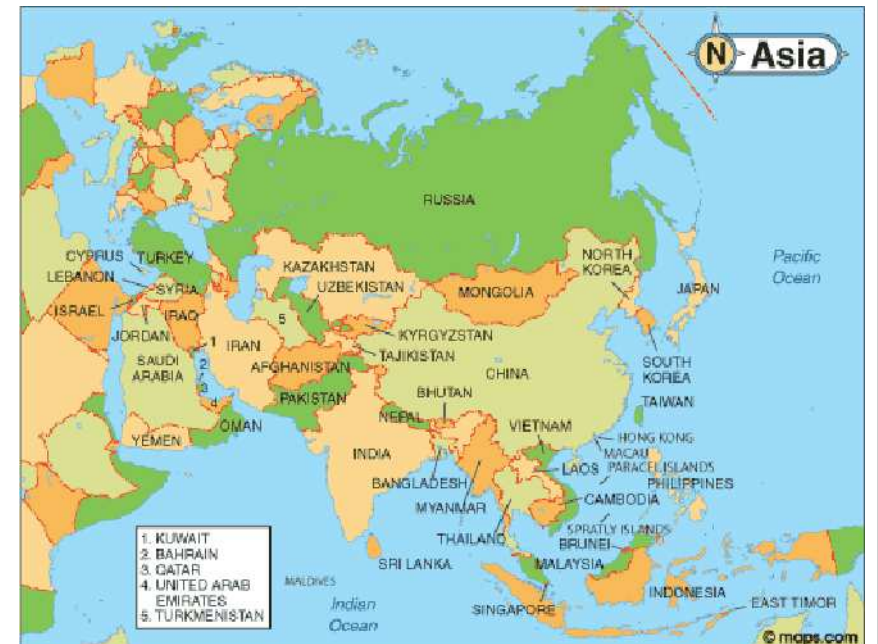 N Asia
RUSSIA
CYPRUS
TURKEY
LEBANON
SYRIA
ISRAEL
IRAQ
JORDAN
SAUDI
ARABIA
1
2
3
4
IRAN
5
KAZAKHSTAN
UZBEKISTAN
MONGOLIA
NORTH
KOREA
JAPAN
Pacific
Ocean
KYRGYZSTAN
TAJIKISTAN
AFGHANISTAN
CHINA
SOUTH
KOREA
PAKISTAN
BHUTAN
TAIWAN
NEPAL
OMAN
YEMEN
INDIA
VIETNAM
HONG KONG
MACAU
LAOS
PARACEL ISLANDS
PHILIPPINES
BANGLADESH
CAMBODIA
MYANMAR
SPRATLY ISLANDS
THAILAND
BRUNEI
SRI LANKA
MALAYSIA
MALDIVES
INDONESIA
SINGAPORE
EAST TIMOR
Indian
Ocean
1. KUWAIT
2. BAHRAIN
3. QATAR
4. UNITED ARAB
EMIRATES
5. TURKMENISTAN
© maps.com